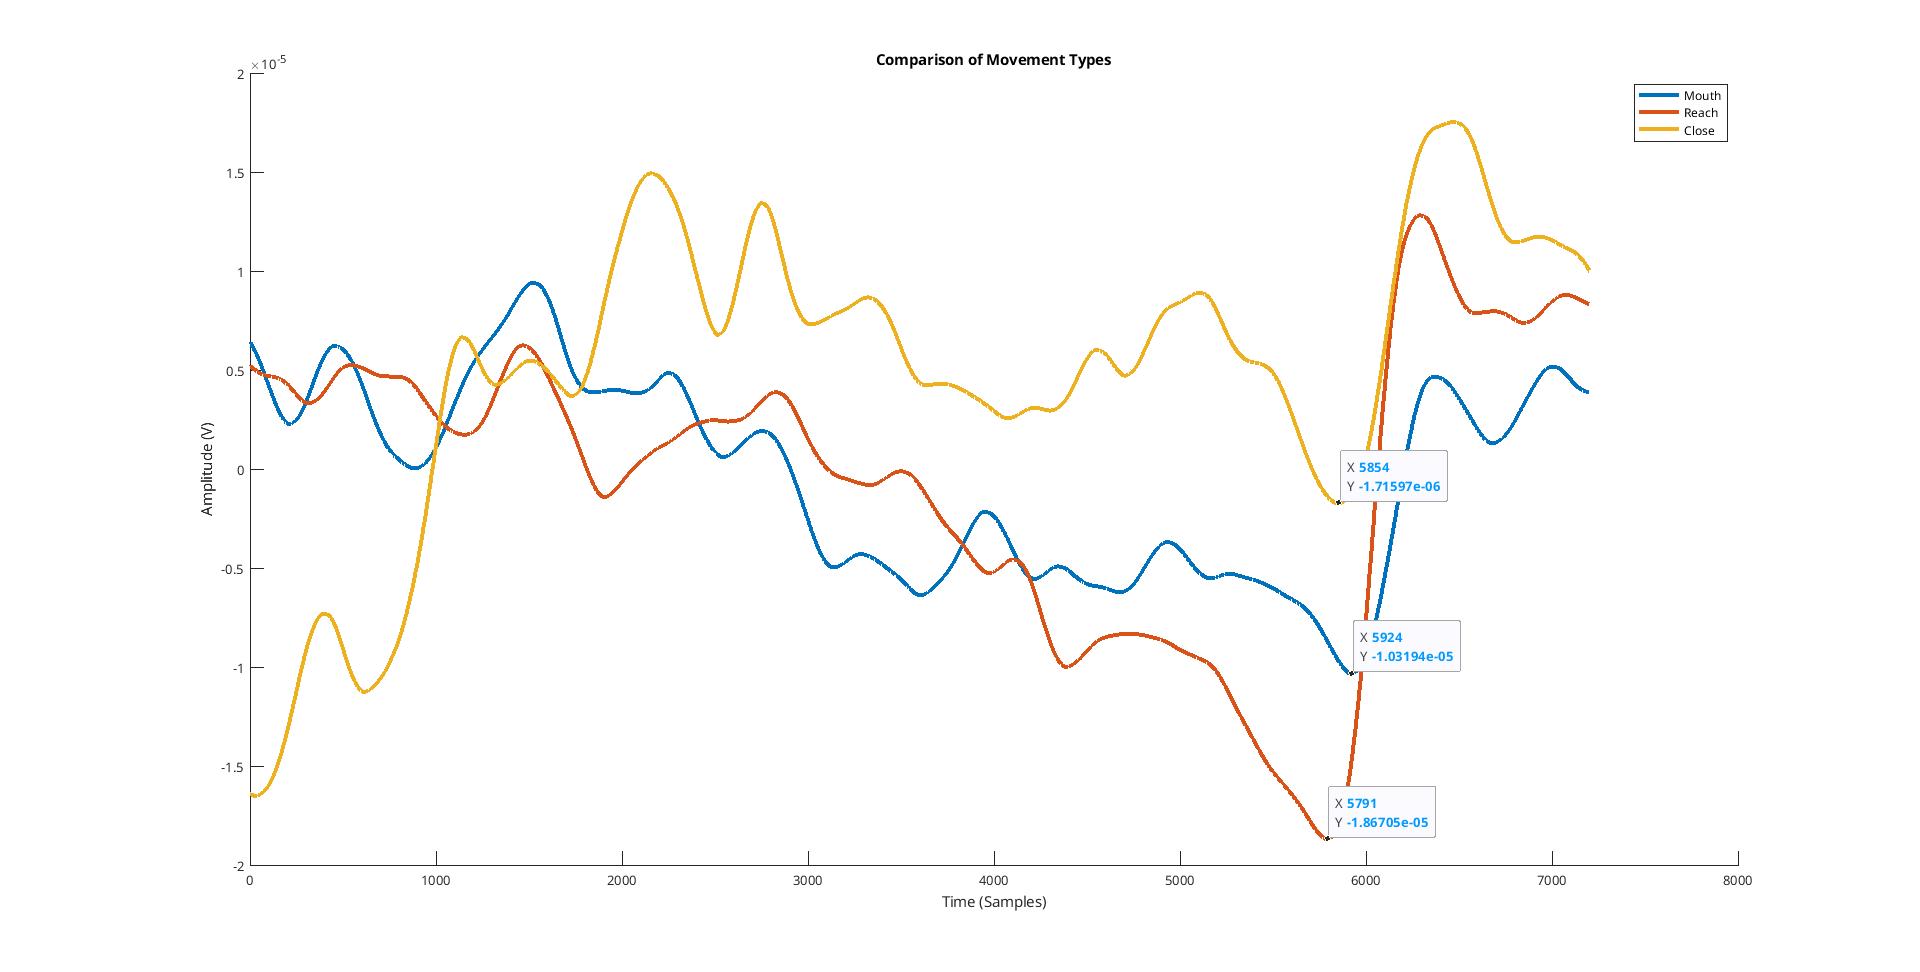 Comparison of Movement Types
×10-5
2
1.5
1
0.5
0
-0.5
-1
-1.5
-2
Amplitude (V)
0 1000 2000 3000 4000 5000 6000 7000 8000
Time (Samples)
Mouth
Reach
Close
X 5854
Y -1.71597e-06
X 5924
Y -1.03194e-05
X 5791
Y -1.86705e-05